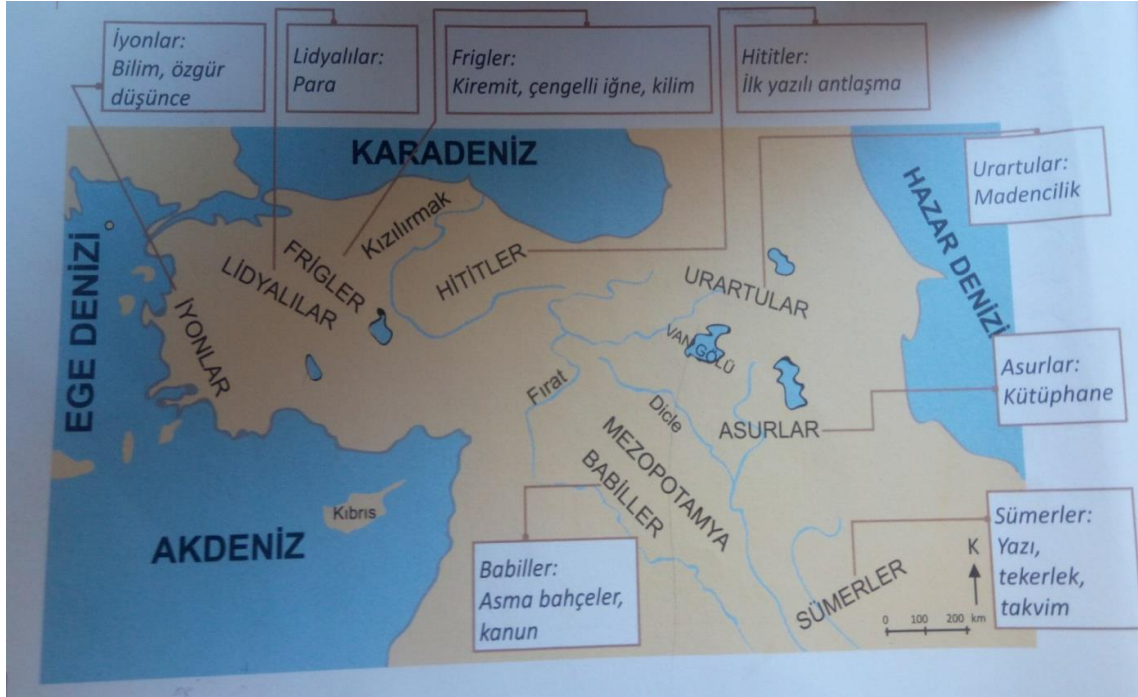 İyonlar:
Bilim, özgür
düşünce
Lidyalılar:
Para
Frigler:
Kiremit, çengelli iğne, kilim
Hititler:
İlk yazılı antlaşma
Urartular:
Madencilik
Asurlar:
Kütüphane
Sümerler:
Yazı,
tekerlek,
takvim
Babiller:
Asma bahçeler,
kanun
KARADENİZ
HAZAR DENİZİ
EGE DENİZİ
AKDENİZ
Kıbrıs
İYONLAR
LİDYALILAR
FRİGLER
Kızılırmak
HİTİTLER
URARTULAR
VAN GÖLÜ
Fırat
Dicle
ASURLAR
MEZOPOTAMYA
BABİLLER
SÜMERLER
K
0 100 200 km